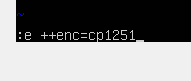 ~
:e ++enc=cp1251_